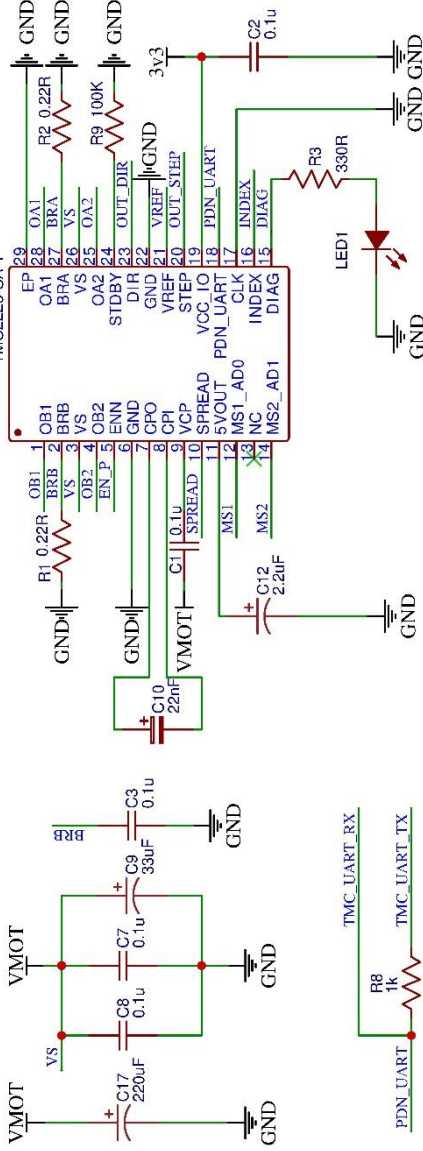 VMOT
C17
220uF
GND
VS
VMOT
C8
0.1u
C7
0.1u
C9
33uF
GND
BRB
C3
0.1u
GND
PDN_UART
R8
1k
TMC_UART_RX
TMC_UART_TX
GND
R1 0.22R
OB1
BRB
VS
OB2
EN_P
GND
C10
22nF
VMOT
C1
0.1u
SPREAD
MS1
MS2
C12
2.2uF
GND
1
2
3
4
5
6
7
8
9
10
11
12
13
14
OB1
BRB
VS
OB2
ENN
GND
CPO
CPI
VCP
SPREAD
5VOUT
MS1_AD0
NC
MS2_AD1
EP
OA1
BRA
VS
OA2
STDBY
DIR
GND
VREF
STEP
VCC_IO
PDN_UART
CLK
INDEX
DIAG
29
28
27
26
25
24
23
22
21
20
19
18
17
16
15
OA1
BRA
VS
OA2
OUT_DIR
GND
VREF
OUT_STEP
PDN_UART
INDEX
DIAG
GND
R2 0.22R
GND
R9 100K
GND
3v3
C2
0.1u
GND
GND
R3
330R
LED1
GND